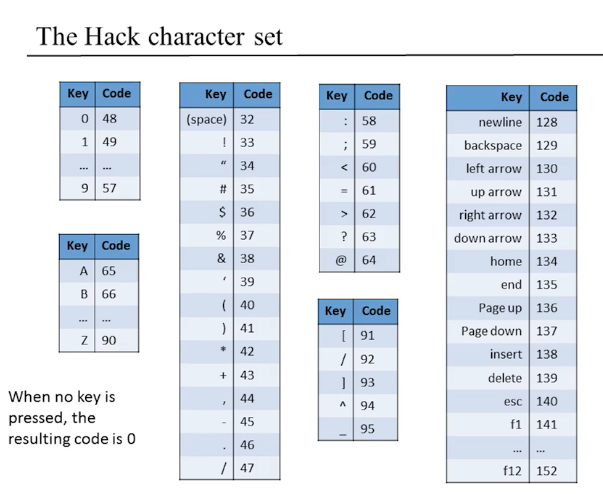 The Hack character set
Key Code
0 48
1 49
... ...
9 57
Key Code
A 65
B 66
... ...
Z 90
When no key is
pressed, the
resulting code is 0
Key Code
(space) 32
! 33
“ 34
# 35
$ 36
% 37
& 38
‘ 39
( 40
) 41
* 42
+ 43
, 44
- 45
. 46
/ 47
Key Code
: 58
; 59
< 60
= 61
> 62
? 63
@ 64
Key Code
[ 91
/ 92
] 93
^ 94
_ 95
Key Code
newline 128
backspace 129
left arrow 130
up arrow 131
right arrow 132
down arrow 133
home 134
end 135
Page up 136
Page down 137
insert 138
delete 139
esc 140
f1 141
... ...
f12 152